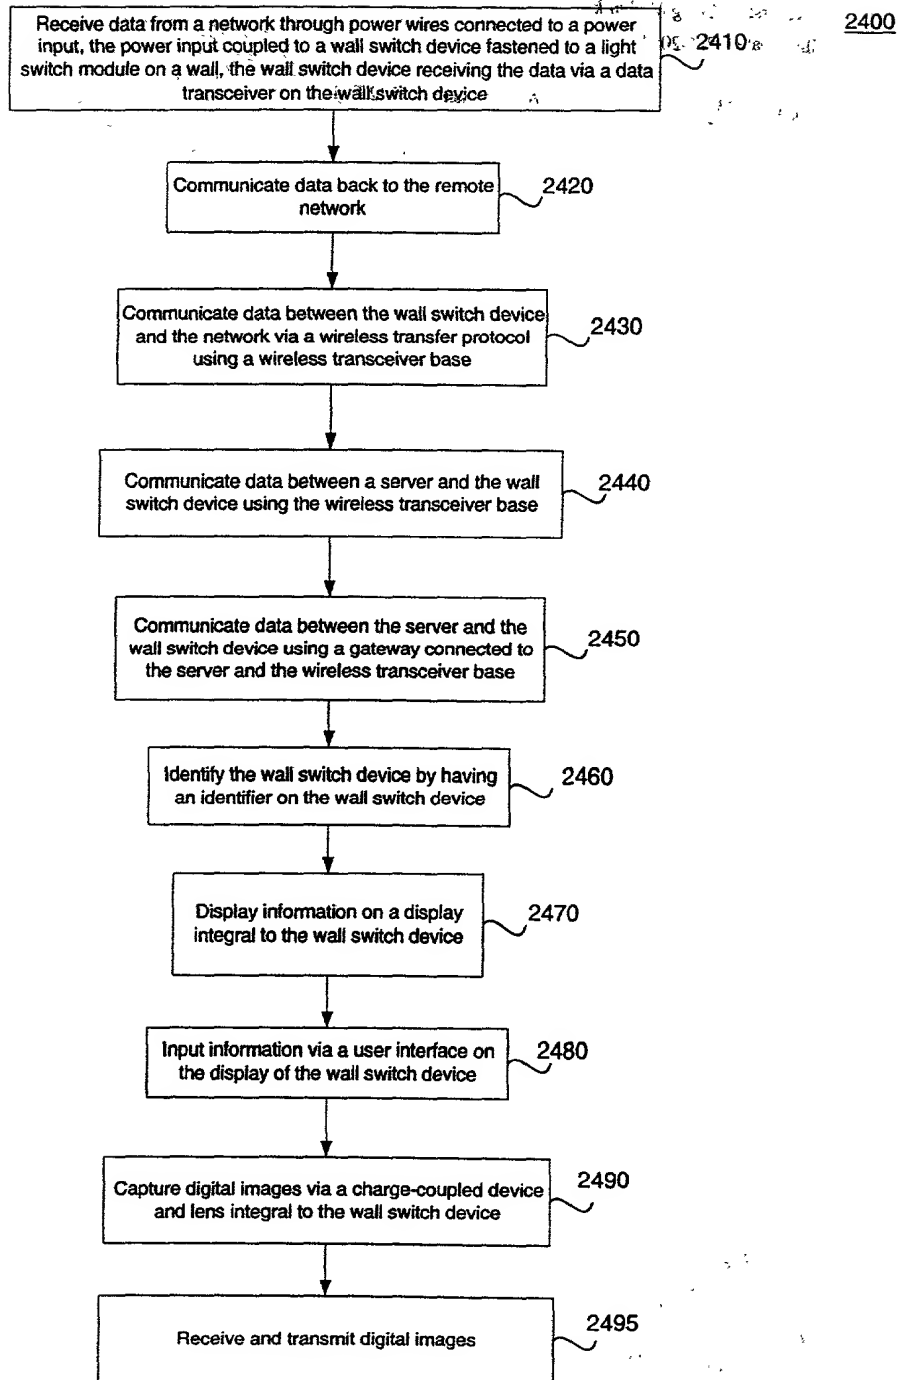 2400
Receive data from a network through power wires connected to a power
input, the power input coupled to a wall switch device fastened to a light
switch module on a wall, the wall switch device receiving the data via a data
transceiver on the wall switch device
2410
Communicate data back to the remote
network
2420
Communicate data between the wall switch device
and the network via a wireless transfer protocol
using a wireless transceiver base
2430
Communicate data between a server and the wall
switch device using the wireless transceiver base
2440
Communicate data between the server and the
wall switch device using a gateway connected to
the server and the wireless transceiver base
2450
Identify the wall switch device by having
an identifier on the wall switch device
2460
Display information on a display
integral to the wall switch device
2470
Input information via a user interface on
the display of the wall switch device
2480
Capture digital images via a charge-coupled device
and lens integral to the wall switch device
2490
Receive and transmit digital images
2495